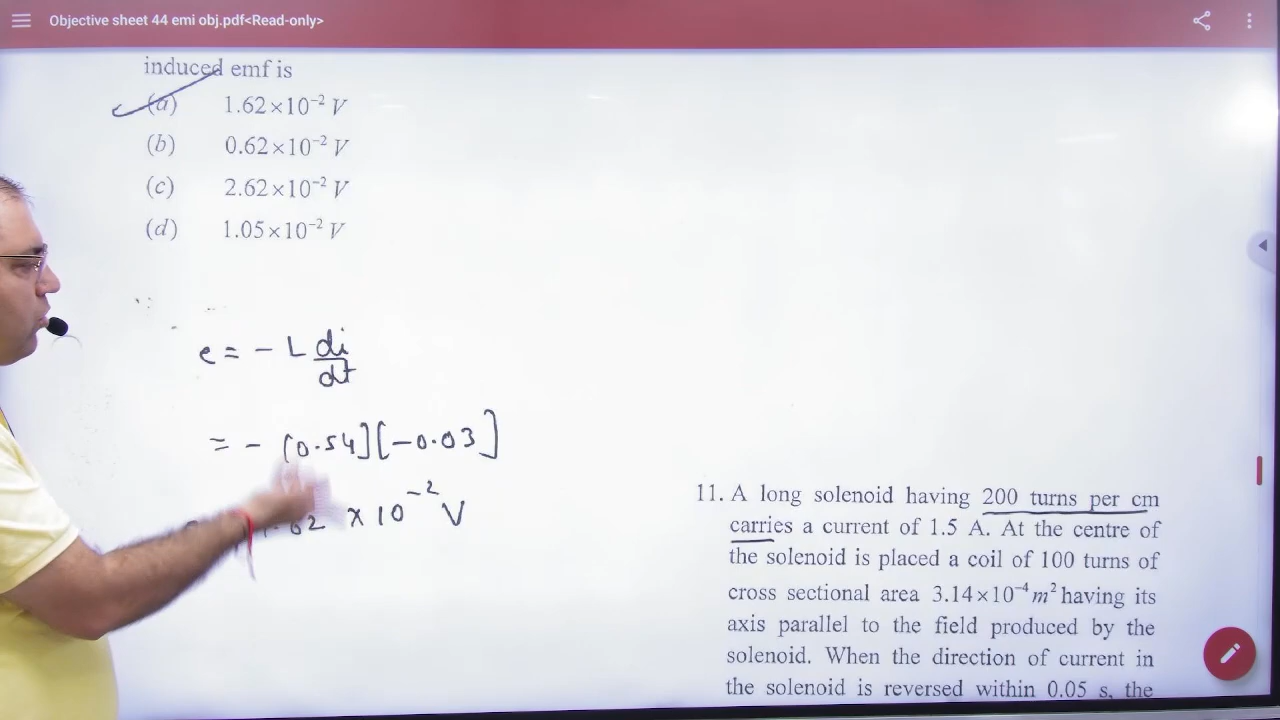 Objective sheet 44 emi obj.pdf<Read-only>
induced emf is
(a) 1.62×10⁻² V
(b) 0.62×10⁻² V
(c) 2.62×10⁻² V
(d) 1.05×10⁻² V
e = - L di/dt
= - [0.54][-0.03]
× 10⁻² V
11. A long solenoid having 200 turns per cm
carries a current of 1.5 A. At the centre of
the solenoid is placed a coil of 100 turns of
cross sectional area 3.14×10⁻⁴ m² having its
axis parallel to the field produced by the
solenoid. When the direction of current in
the solenoid is reversed within 0.05 s, the